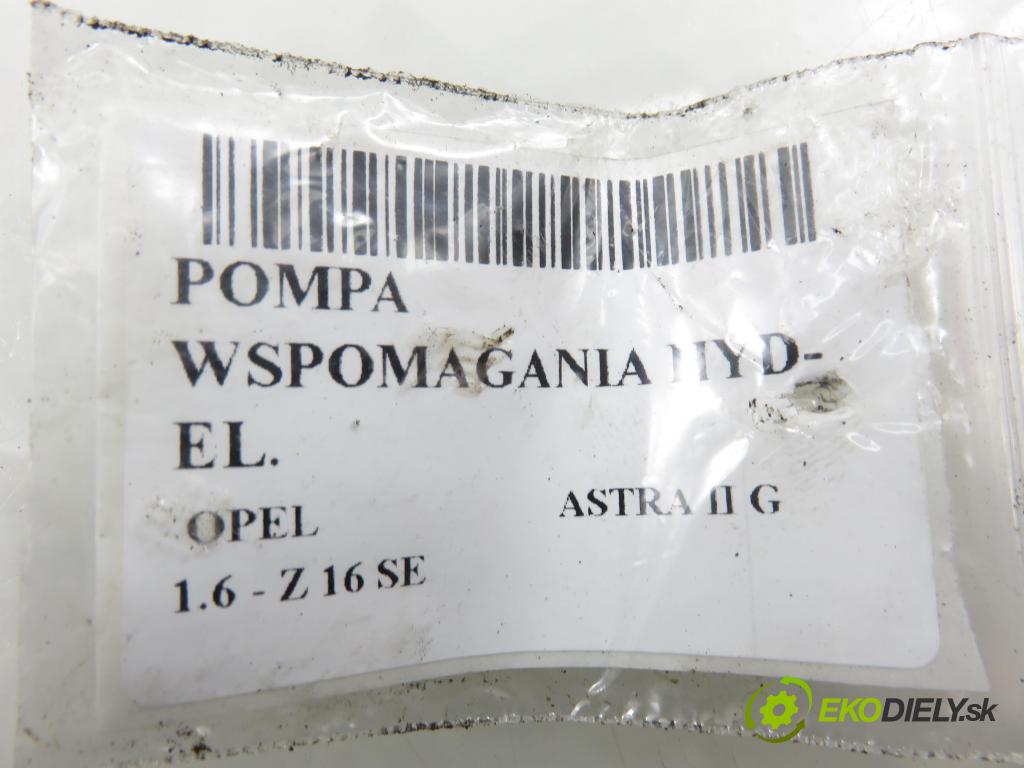 POMPA
WSPOMAGANIA HYD-
EL.
OPEL ASTRA II G
1.6 - Z 16 SE
EKODIELY.sk